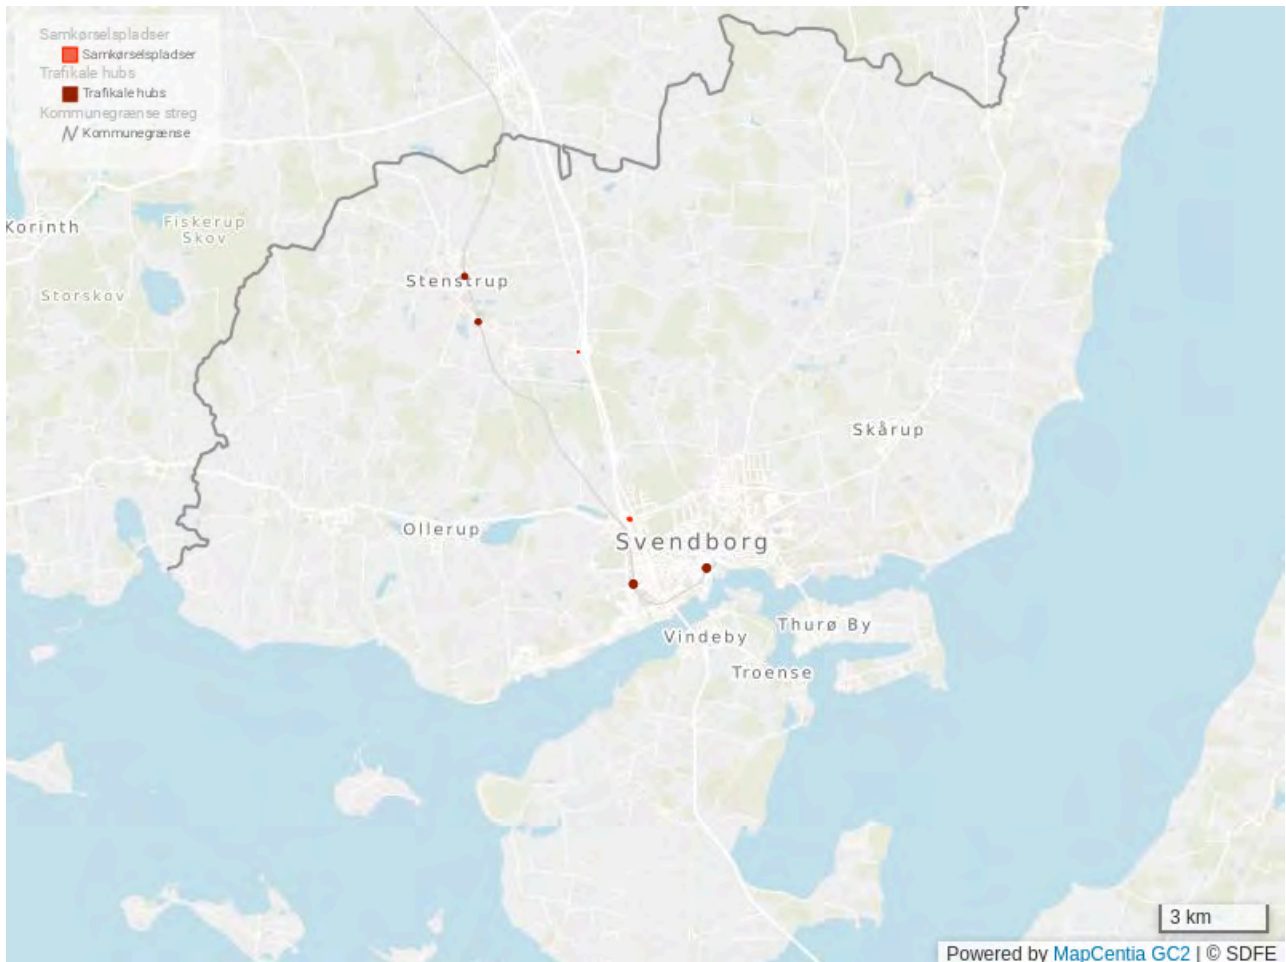 Samkørselspladser
Samkørselspladser
Trafikale hubs
Trafikale hubs
Kommunegrænse streg
Kommunegrænse
Korinth
Fiskerup
Skov
Storskov
Stenstrup
Skårup
Ollerup
Svendborg
Vindeby
Thurø By
Troense
3 km
Powered by MapCentia GC2 | © SDFE